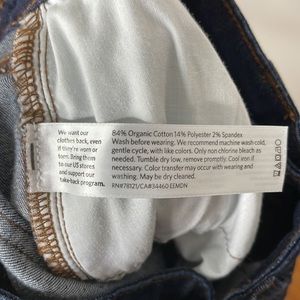 We want our
clothes back, even
if they're worn or
torn. Bring them
to our US stores
and support our
take-back program.
84% Organic Cotton 14% Polyester 2% Spandex
Wash before wearing. We recommend machine wash cold,
gentle cycle, with like colors. Only non chlorine bleach as
needed. Tumble dry low, remove promptly. Cool iron if
necessary. Color transfer may occur with wearing and
washing. May be dry cleaned.
RN#78121/CA#34460 EEMDN